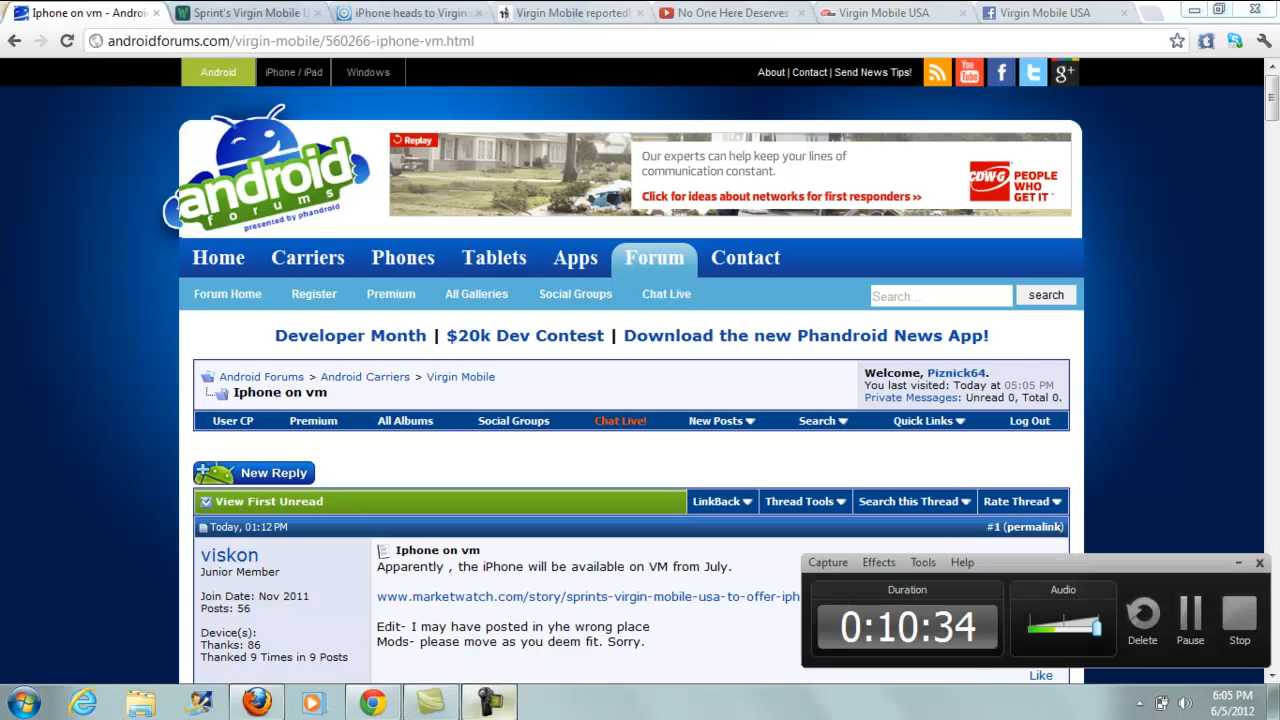 Iphone on vm - Androi
Sprint's Virgin Mobile U
iPhone heads to Virgin
Virgin Mobile reported
No One Here Deserves
Virgin Mobile USA
Virgin Mobile USA
androidforums.com/virgin-mobile/560266-iphone-vm.html
Android
iPhone / iPad
Windows
About | Contact | Send News Tips!
You Tube
android
forums
presented by phandroid
Replay
Our experts can help keep your lines of
communication constant.
Click for ideas about networks for first responders >>
CDW·G
PEOPLE
WHO
GET IT
Home
Carriers
Phones
Tablets
Apps
Forum
Contact
Forum Home
Register
Premium
All Galleries
Social Groups
Chat Live
Search...
search
Developer Month | $20k Dev Contest | Download the new Phandroid News App!
Android Forums > Android Carriers > Virgin Mobile
Iphone on vm
Welcome, Piznick64.
You last visited: Today at 05:05 PM
Private Messages: Unread 0, Total 0.
User CP
Premium
All Albums
Social Groups
Chat Live!
New Posts
Search
Quick Links
Log Out
New Reply
View First Unread
LinkBack
Thread Tools
Search this Thread
Rate Thread
Today, 01:12 PM
#1 (permalink)
viskon
Junior Member
Join Date: Nov 2011
Posts: 56
Device(s):
Thanks: 86
Thanked 9 Times in 9 Posts
Iphone on vm
Apparently , the iPhone will be available on VM from July.
www.marketwatch.com/story/sprints-virgin-mobile-usa-to-offer-iph
Edit- I may have posted in yhe wrong place
Mods- please move as you deem fit. Sorry.
Like
Capture
Effects
Tools
Help
Duration
0:10:34
Audio
Delete
Pause
Stop
6:05 PM
6/5/2012